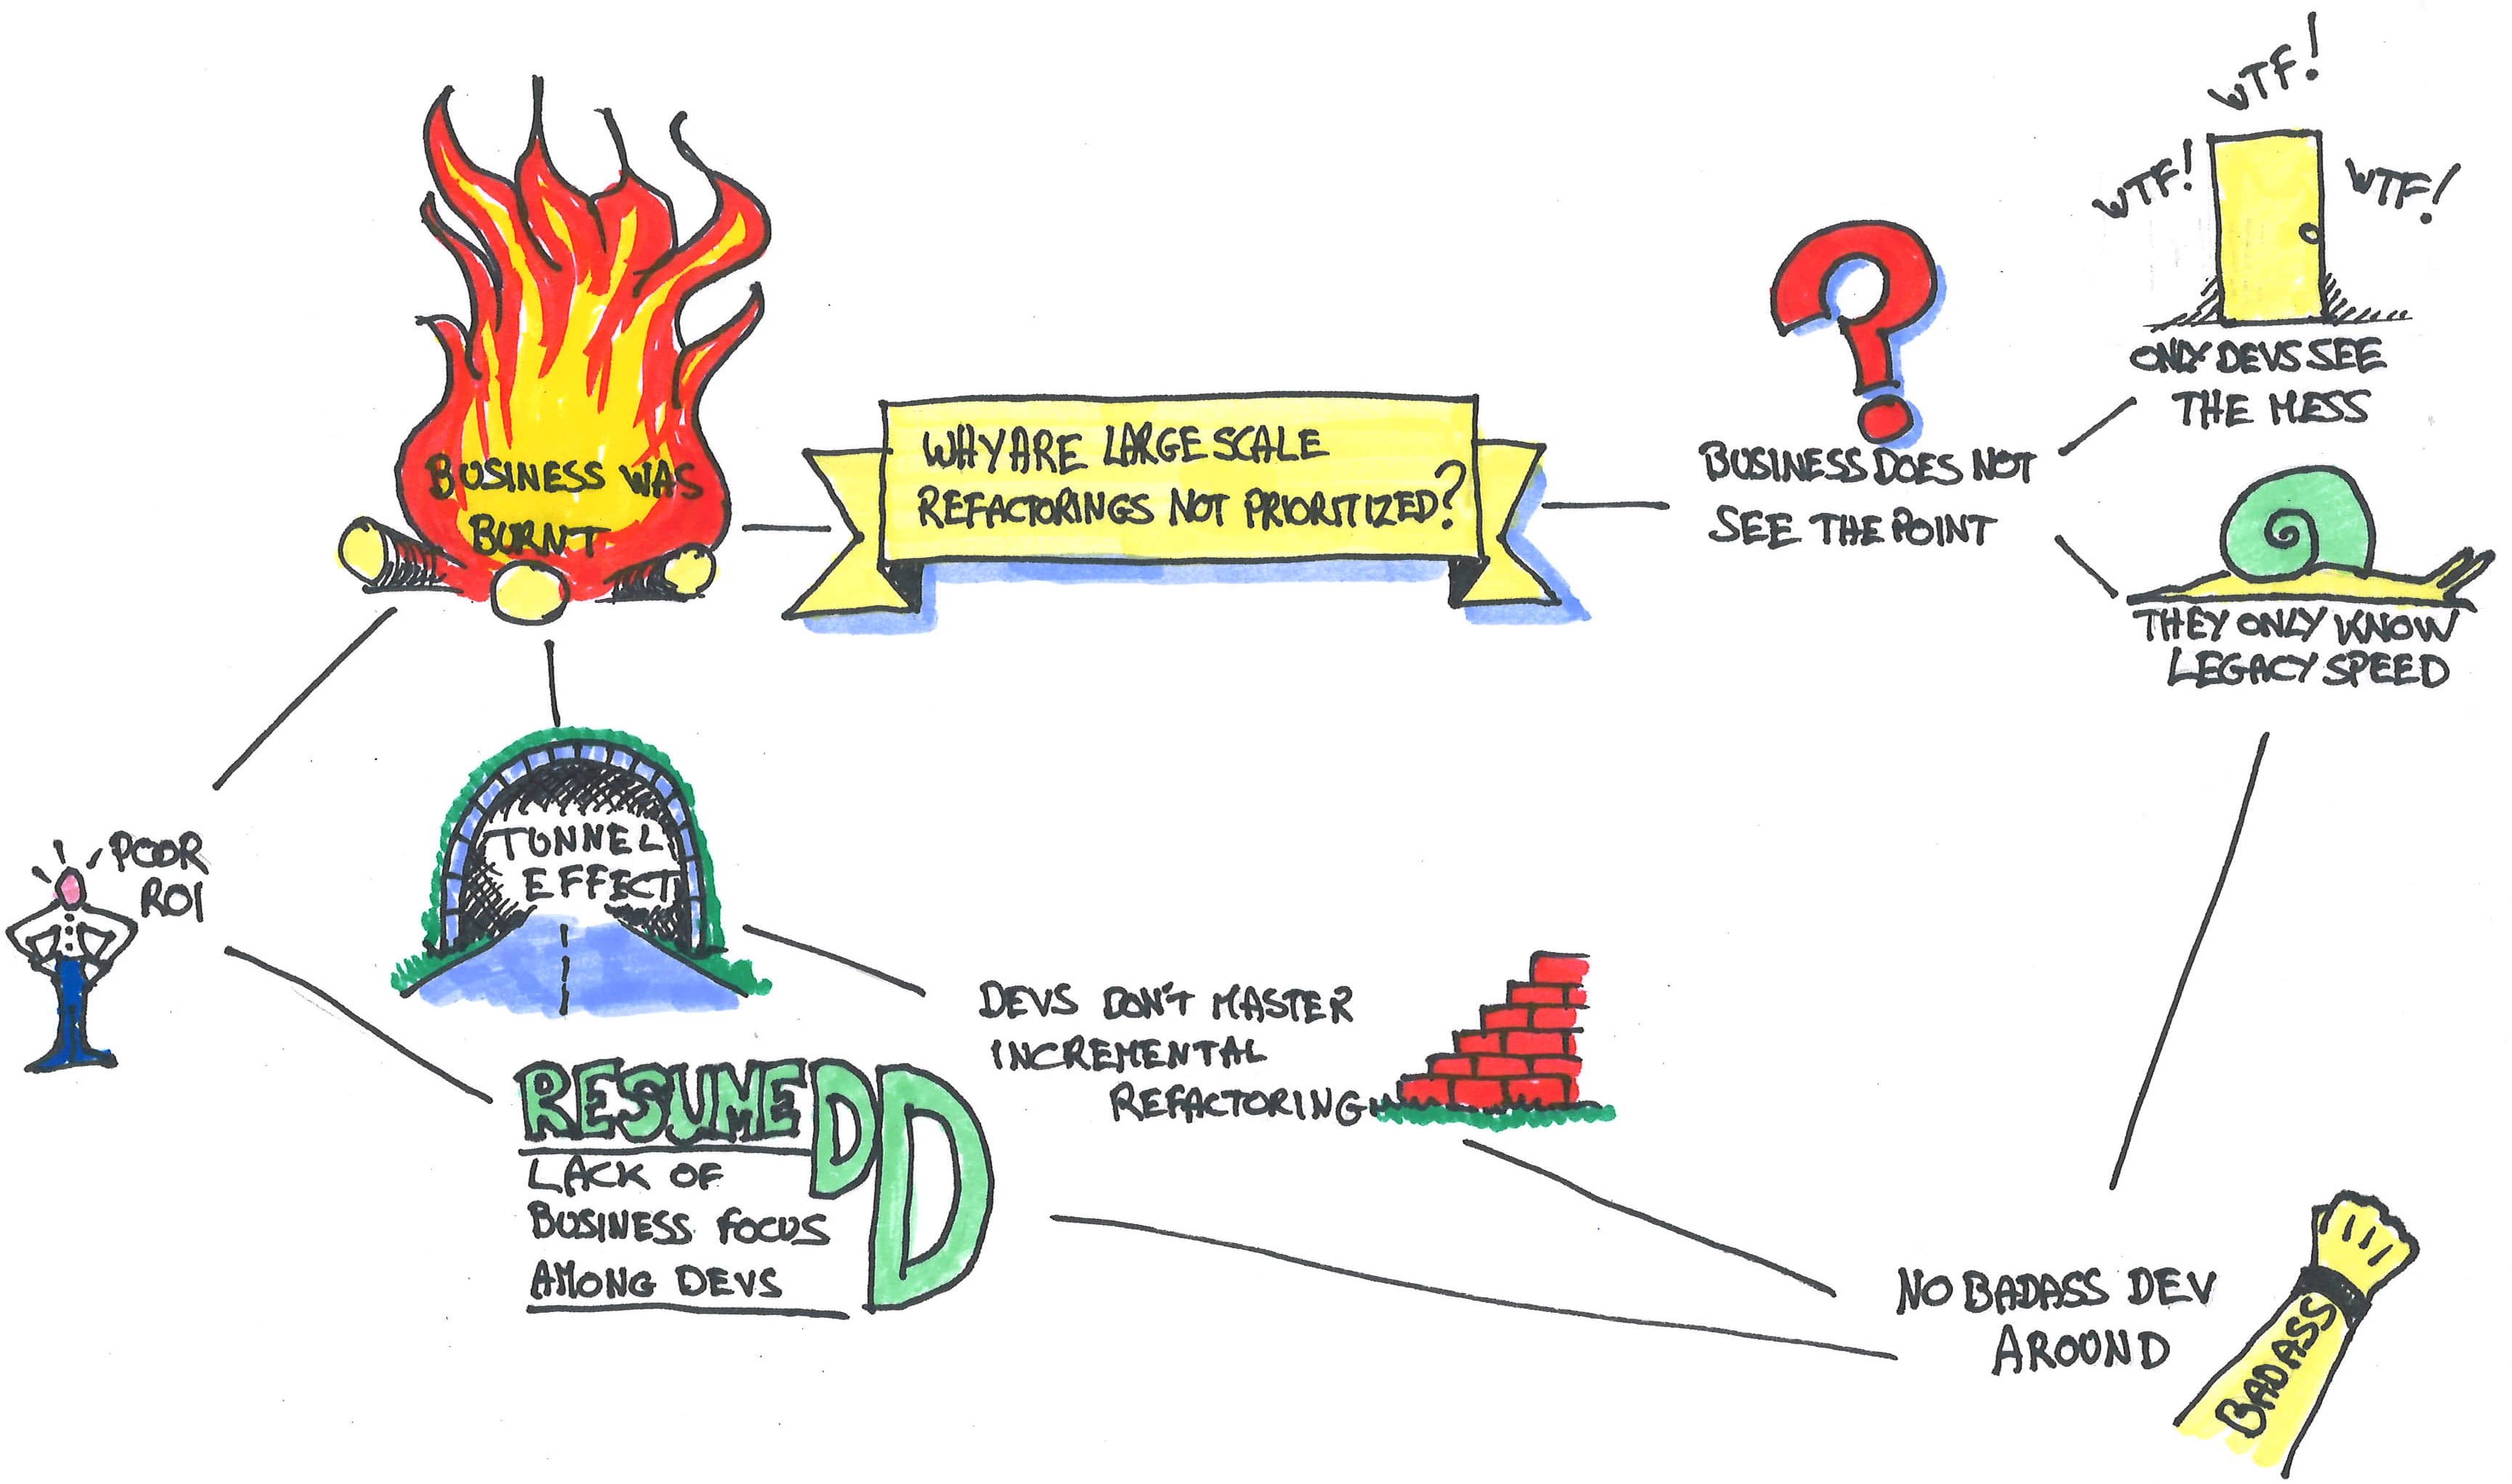 WTF!
WTF!
WTF!
ONLY DEVS SEE
THE MESS
WHY ARE LARGE SCALE
REFACTORINGS NOT PRIORITIZED?
BUSINESS WAS
BURNT
BUSINESS DOES NOT
SEE THE POINT
THEY ONLY KNOW
LEGACY SPEED
POOR
ROI
TUNNEL
EFFECT
DEVS DON'T MASTER
INCREMENTAL
REFACTORING
RESUME DD
LACK OF
BUSINESS FOCUS
AMONG DEVS
NO BADASS DEV
AROUND
BADASS